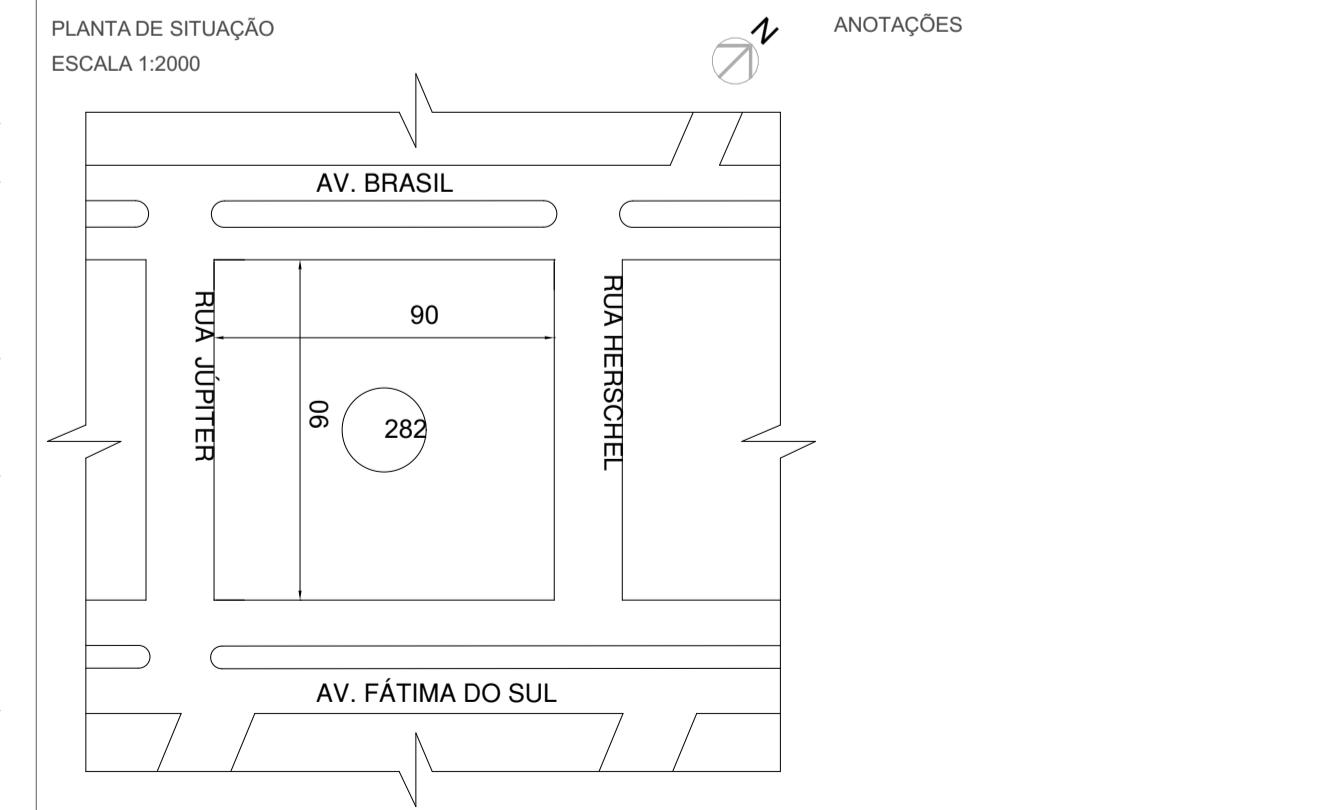 PLANTA DE SITUAÇÃO
ESCALA 1:2000
N
ANOTAÇÕES
AV. BRASIL
RUA JÚPITER
90
90
282
RUA HERSCHEL
AV. FÁTIMA DO SUL